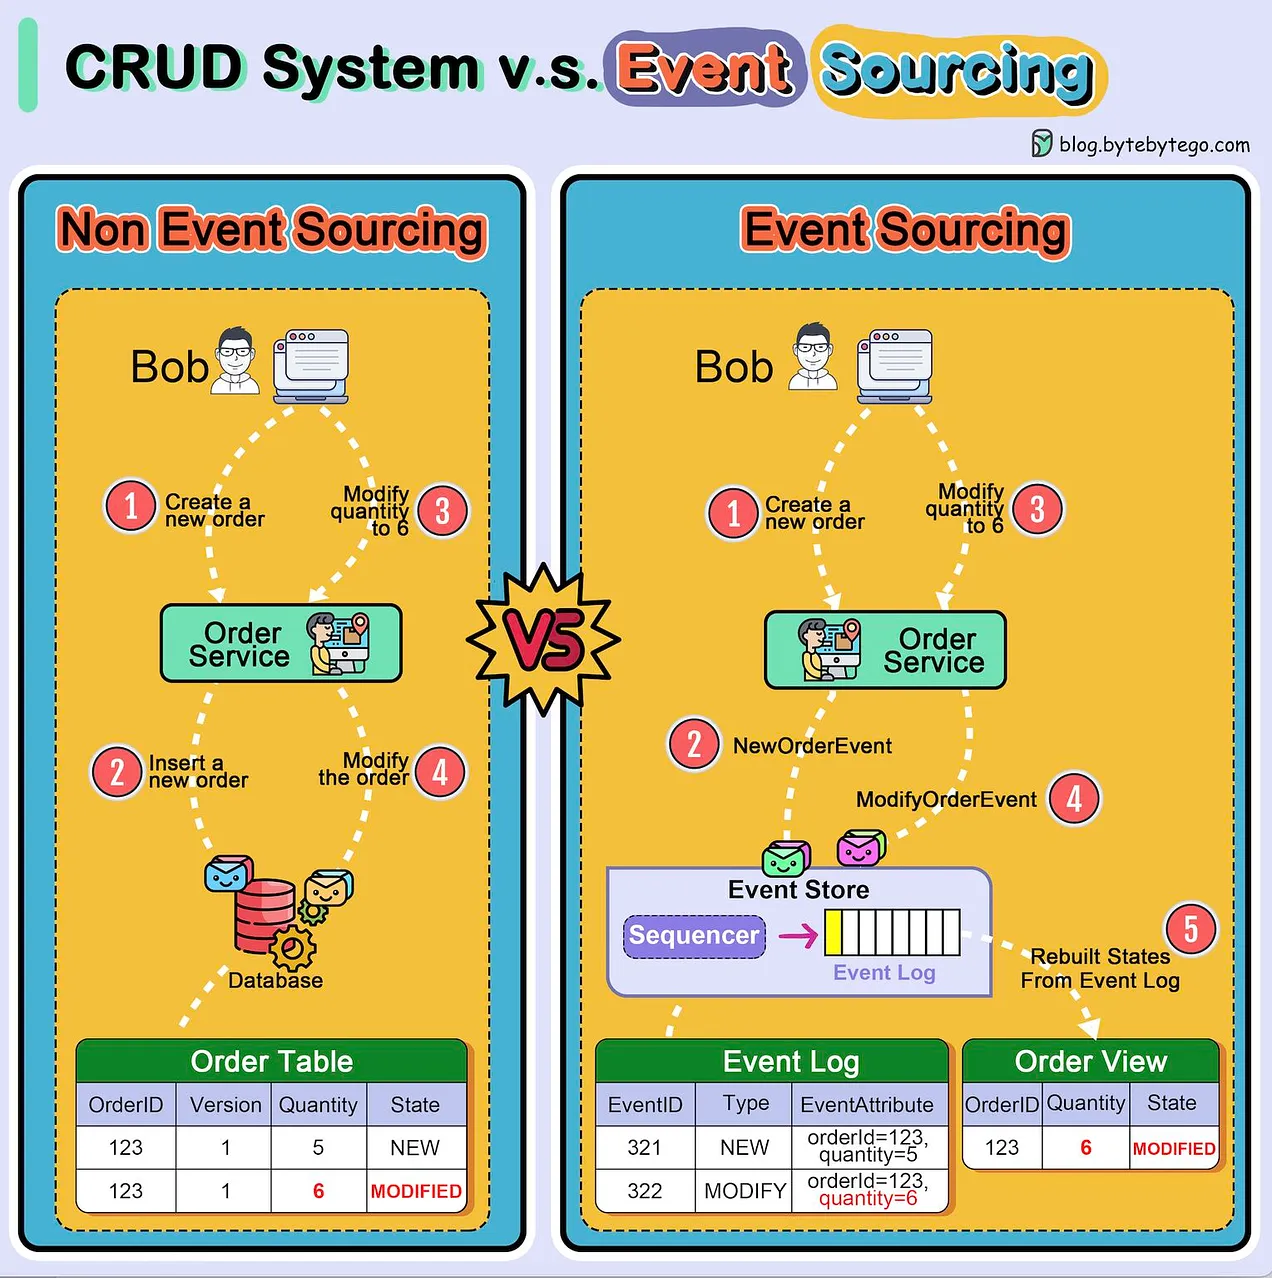 CRUD System v.s. Event Sourcing
blog.bytebytego.com
Non Event Sourcing
Bob
1
Create a
new order
Modify
quantity
to 6
3
Order
Service
2
Insert a
new order
Modify
the order
4
Database
Order Table
OrderID Version Quantity State
123 1 5 NEW
123 1 6 MODIFIED
VS
Event Sourcing
Bob
1
Create a
new order
Modify
quantity
to 6
3
Order
Service
2
NewOrderEvent
ModifyOrderEvent
4
Event Store
Sequencer
Event Log
5
Rebuilt States
From Event Log
Event Log
EventID Type EventAttribute
321 NEW orderId=123,
quantity=5
322 MODIFY orderId=123,
quantity=6
Order View
OrderID Quantity State
123 6 MODIFIED